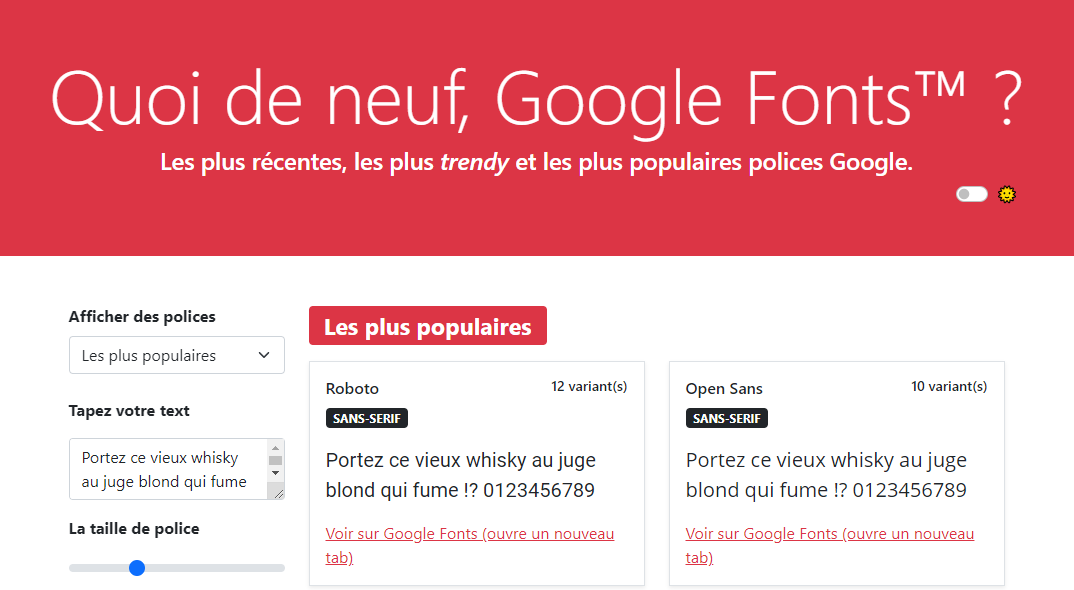 Quoi de neuf, Google Fonts™ ?
Les plus récentes, les plus trendy et les plus populaires polices Google.
Afficher des polices
Les plus populaires
Tapez votre text
Portez ce vieux whisky
au juge blond qui fume
La taille de police
Les plus populaires
Roboto
12 variant(s)
SANS-SERIF
Portez ce vieux whisky au juge
blond qui fume !? 0123456789
Voir sur Google Fonts (ouvre un nouveau
tab)
Open Sans
10 variant(s)
SANS-SERIF
Portez ce vieux whisky au juge
blond qui fume !? 0123456789
Voir sur Google Fonts (ouvre un nouveau
tab)